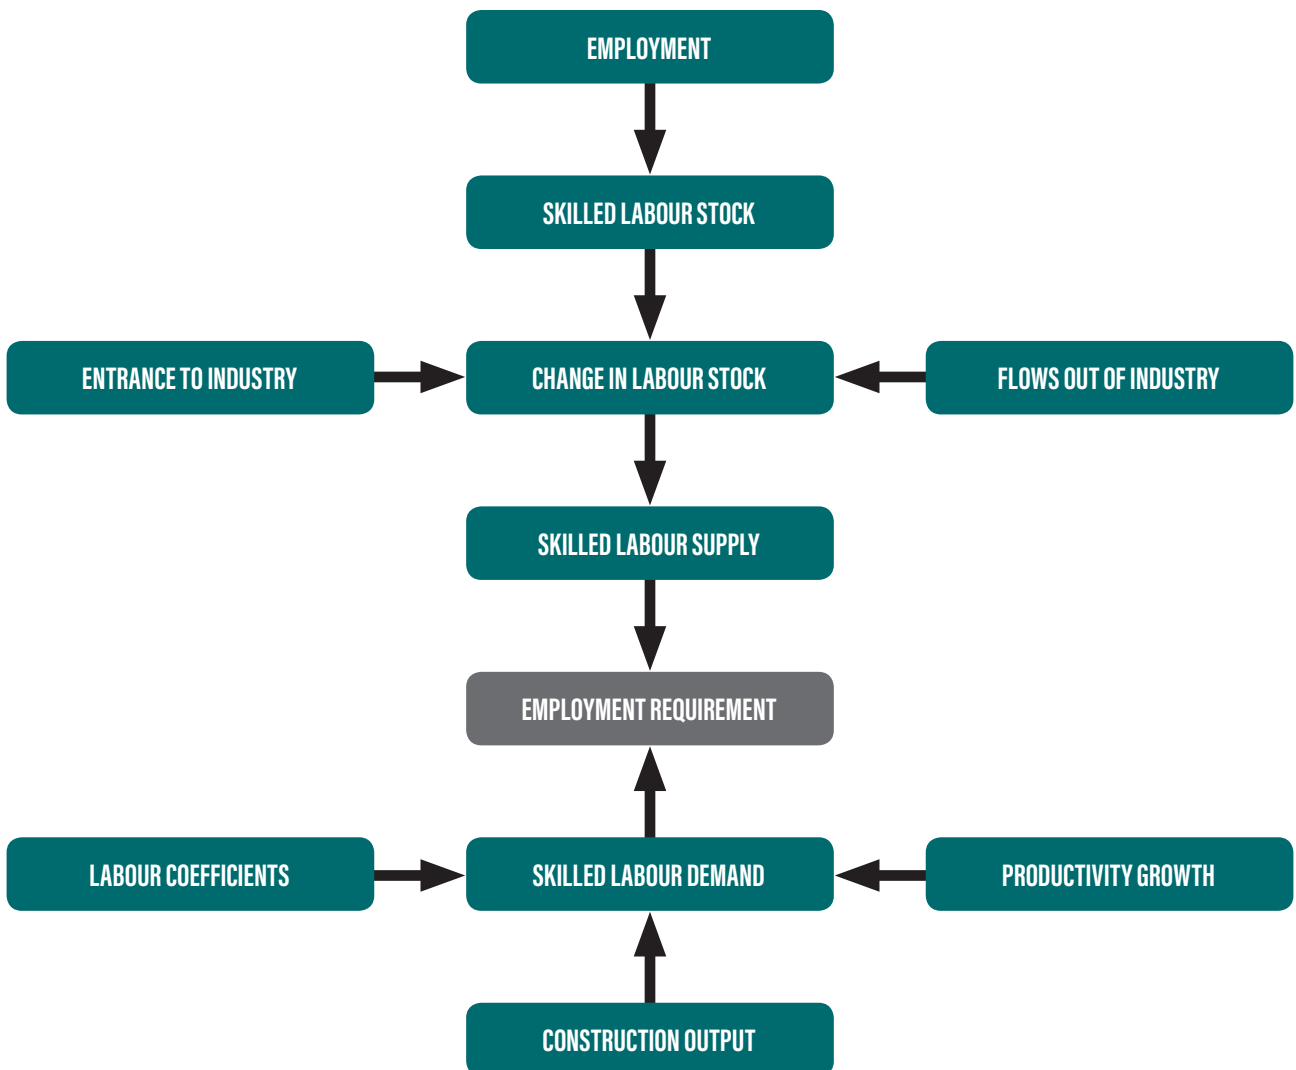 EMPLOYMENT
SKILLED LABOUR STOCK
ENTRANCE TO INDUSTRY
CHANGE IN LABOUR STOCK
FLOWS OUT OF INDUSTRY
SKILLED LABOUR SUPPLY
EMPLOYMENT REQUIREMENT
LABOUR COEFFICIENTS
SKILLED LABOUR DEMAND
PRODUCTIVITY GROWTH
CONSTRUCTION OUTPUT